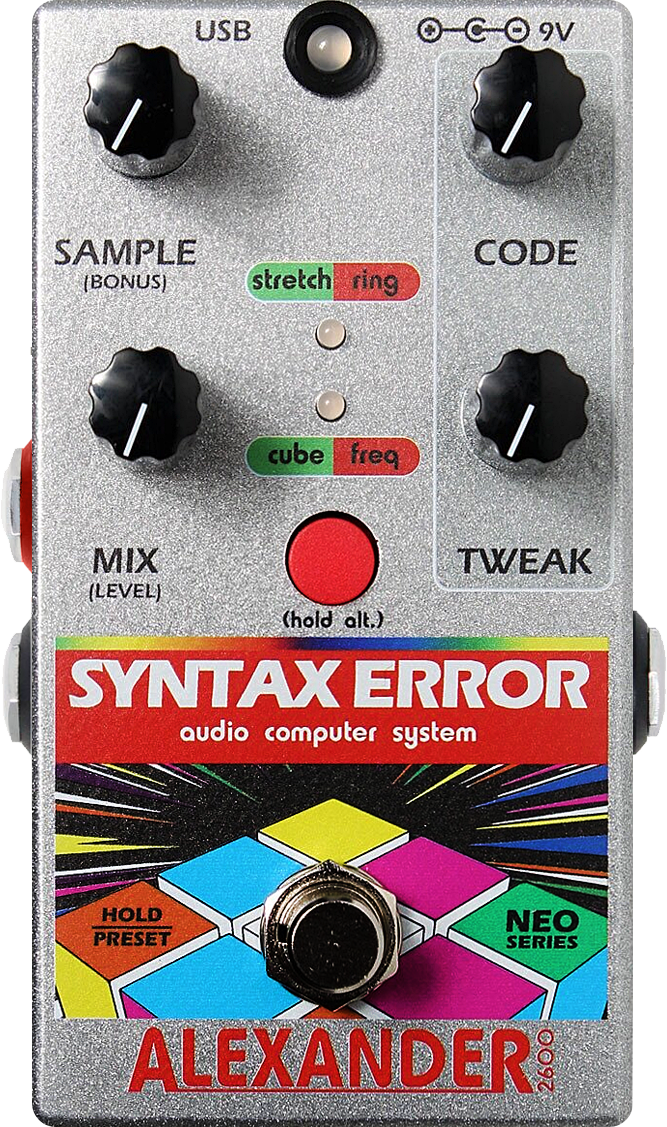 USB
9V
SAMPLE
(BONUS)
CODE
stretch ring
cube freq
MIX
(LEVEL)
TWEAK
(hold alt.)
SYNTAX ERROR
audio computer system
HOLD
PRESET
NEO
SERIES
ALEXANDER
2600